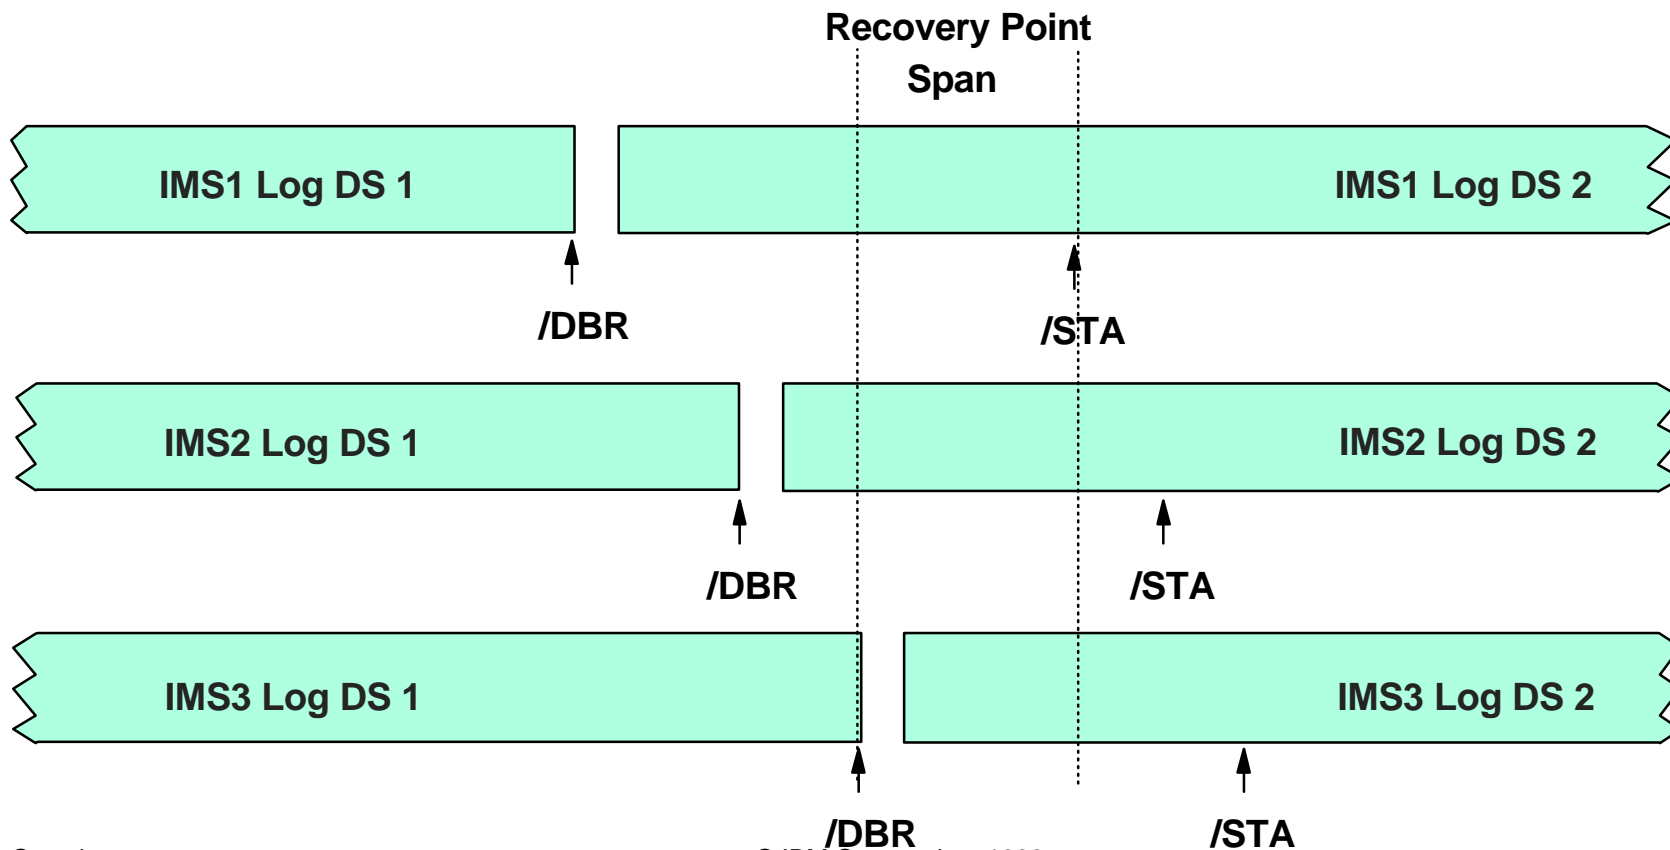 Recovery Point
Span
IMS1 Log DS 1
IMS1 Log DS 2
/DBR
/STA
IMS2 Log DS 1
IMS2 Log DS 2
/DBR
/STA
IMS3 Log DS 1
IMS3 Log DS 2
/DBR
/STA